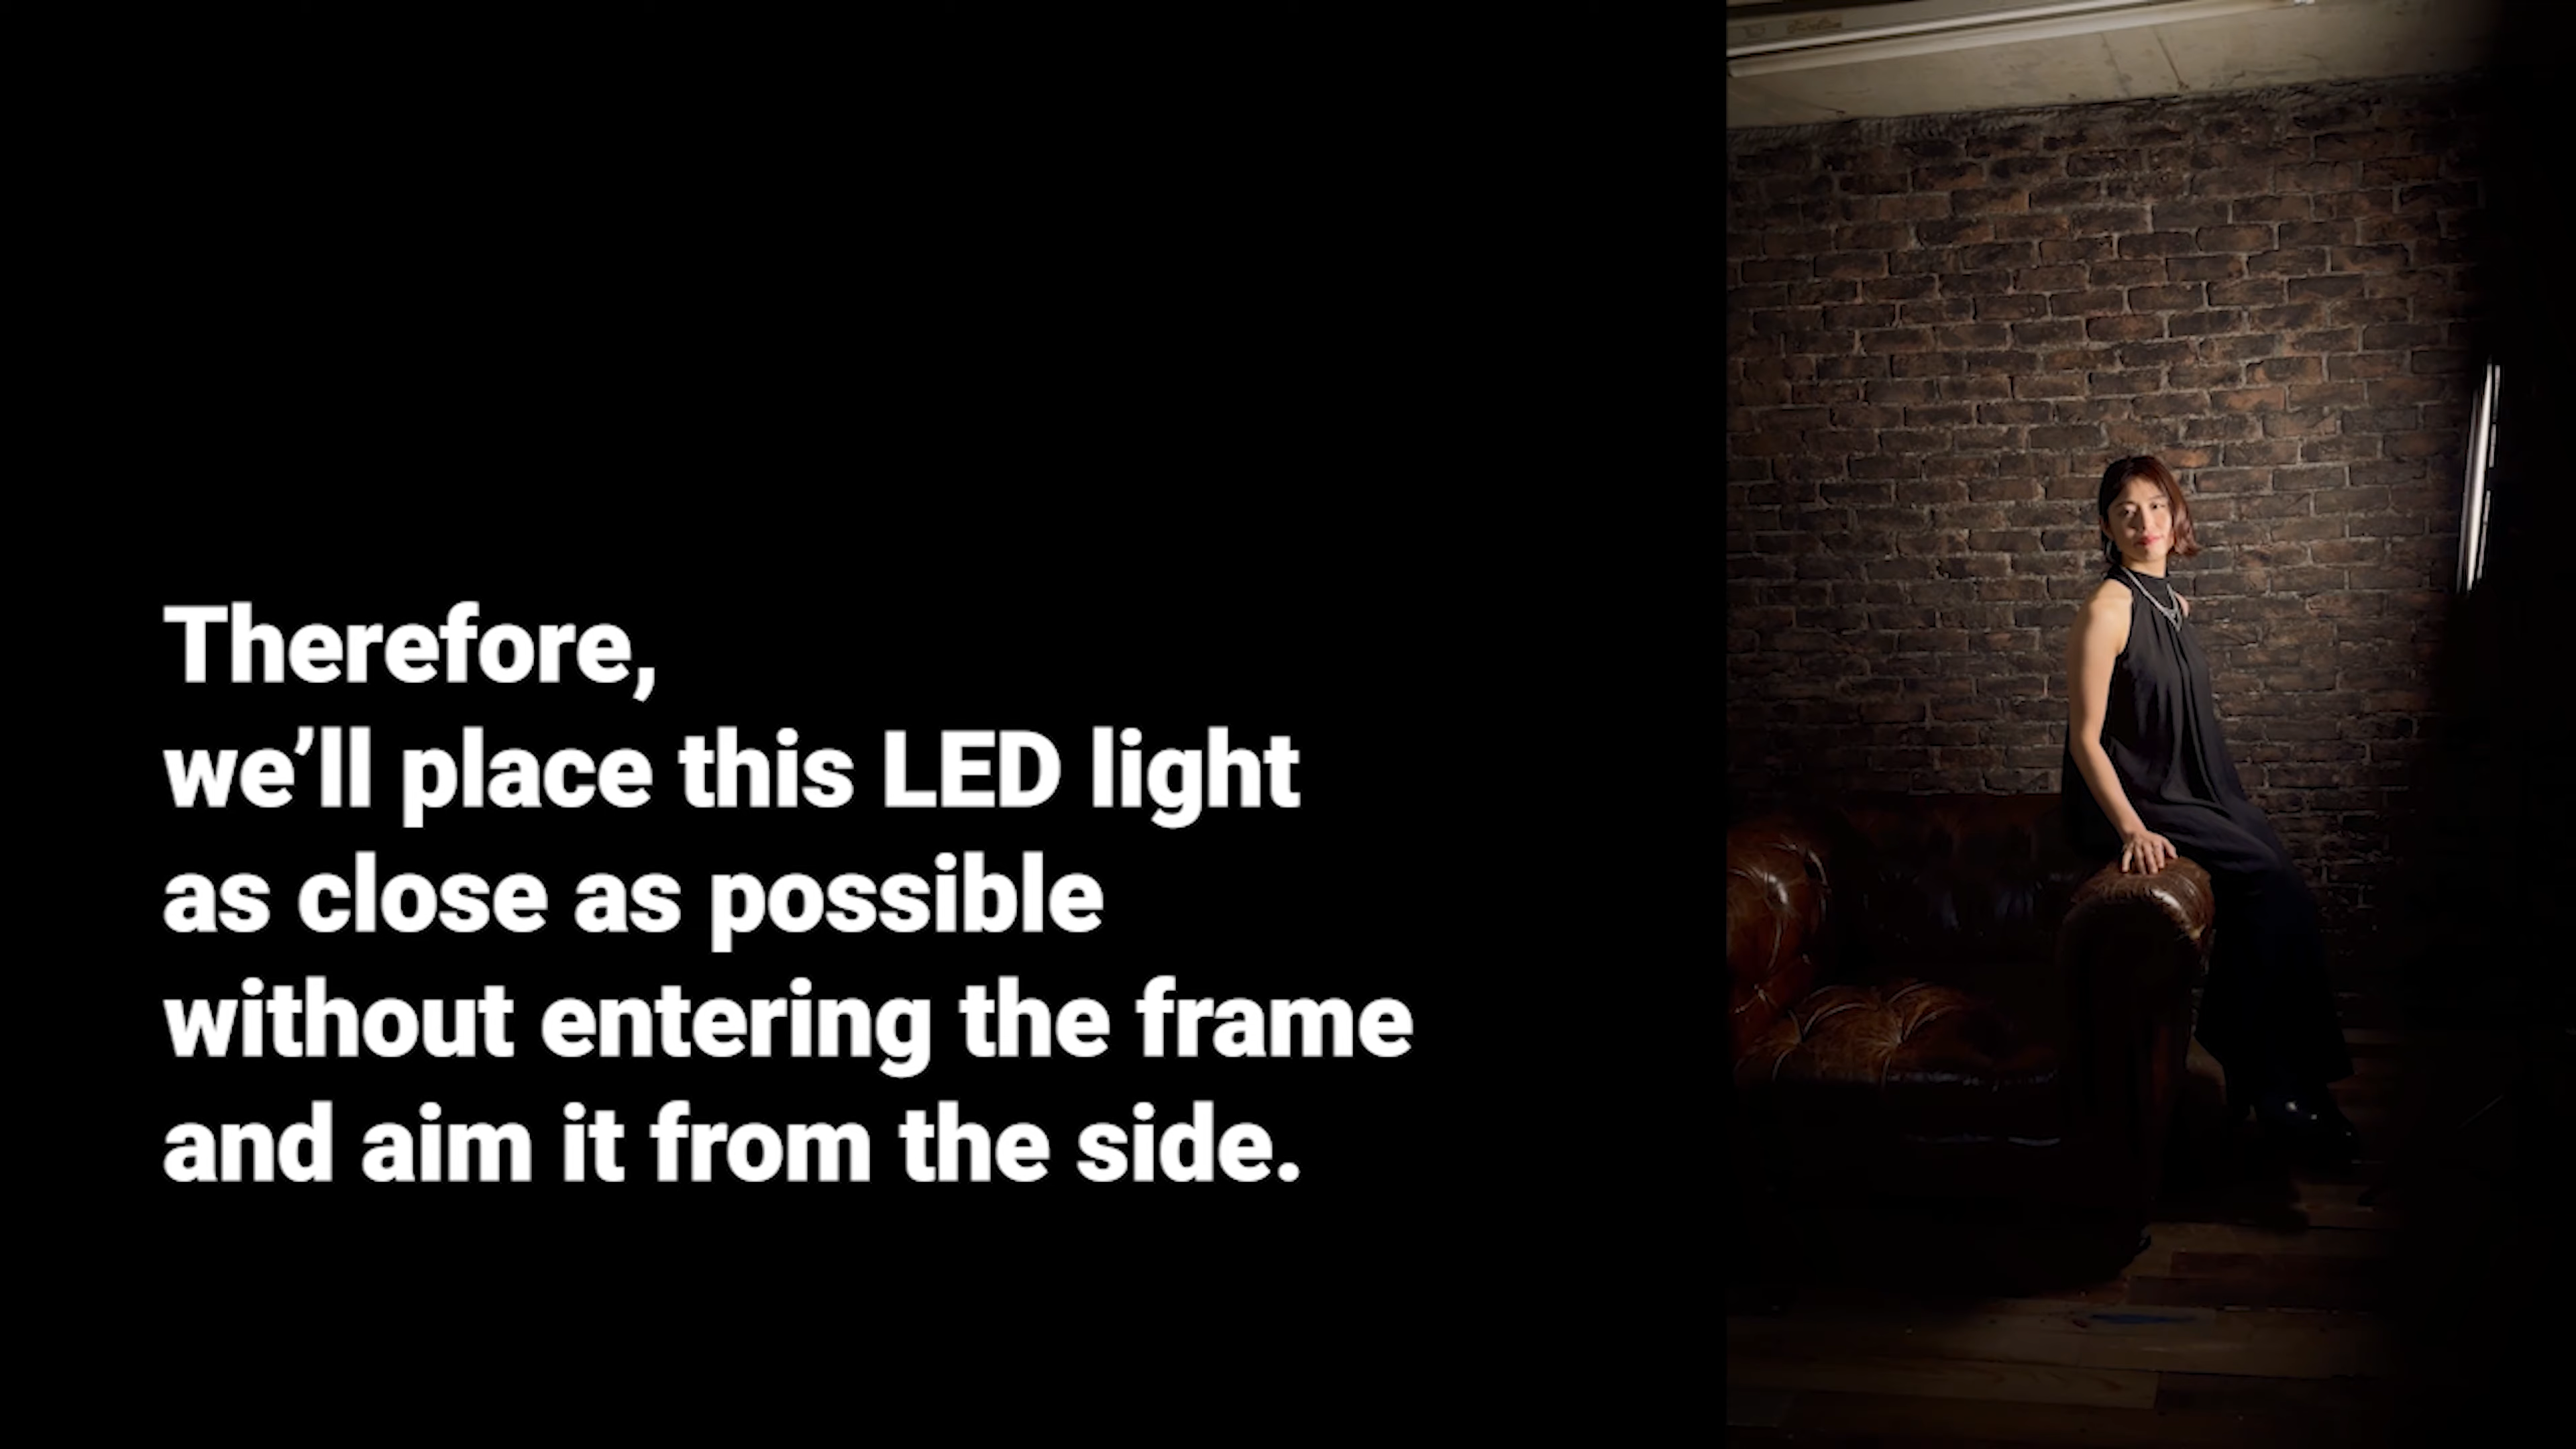 Therefore,
we’ll place this LED light
as close as possible
without entering the frame
and aim it from the side.